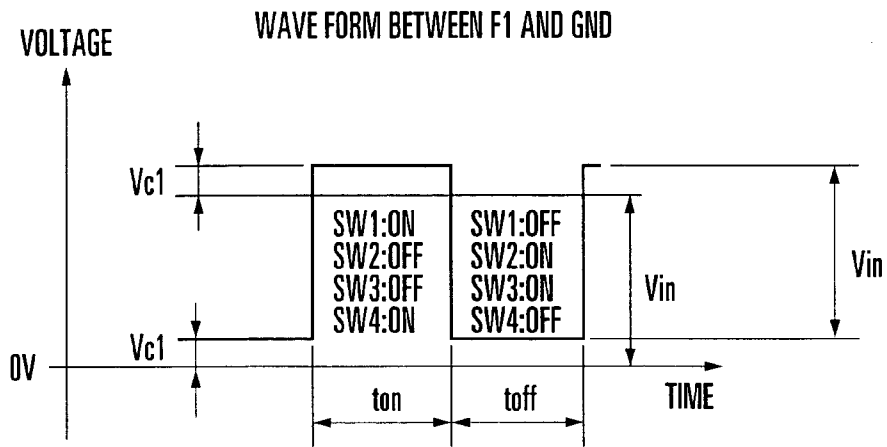 WAVE FORM BETWEEN F1 AND GND
VOLTAGE
Vc1
SW1:ON
SW2:OFF
SW3:OFF
SW4:ON
SW1:OFF
SW2:ON
SW3:ON
SW4:OFF
Vin
Vin
Vc1
0V
ton
toff
TIME